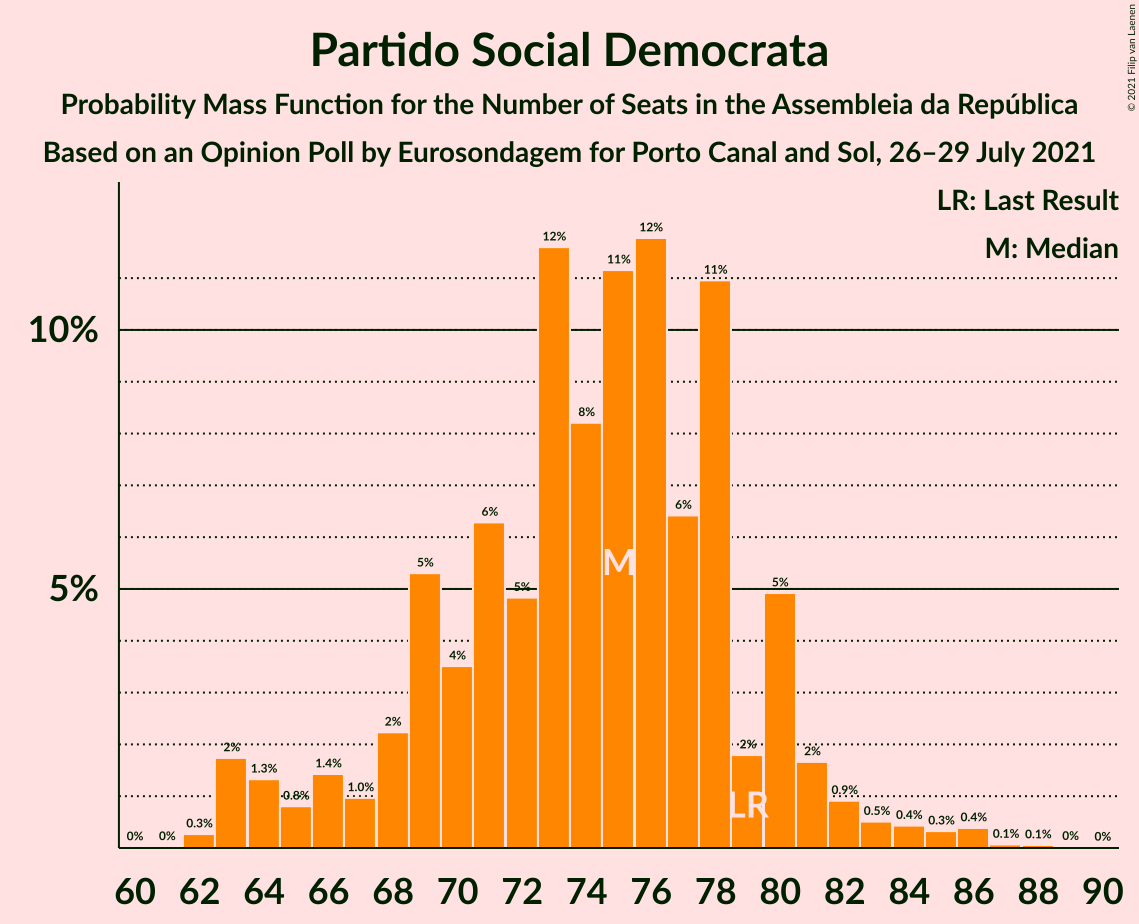 Partido Social Democrata
Probability Mass Function for the Number of Seats in the Assembleia da República
Based on an Opinion Poll by Eurosondagem for Porto Canal and Sol, 26–29 July 2021
© 2021 Filip van Laenen
LR: Last Result
M: Median
10%
5%
0% 0% 0.3% 2% 1.3% 0.8% 1.4% 1.0% 2% 5% 4% 6% 5% 12% 8% 11% 12% 6% 11% 2% 5% 2% 0.9% 0.5% 0.4% 0.3% 0.4% 0.1% 0.1% 0% 0%
M
LR
60 62 64 66 68 70 72 74 76 78 80 82 84 86 88 90